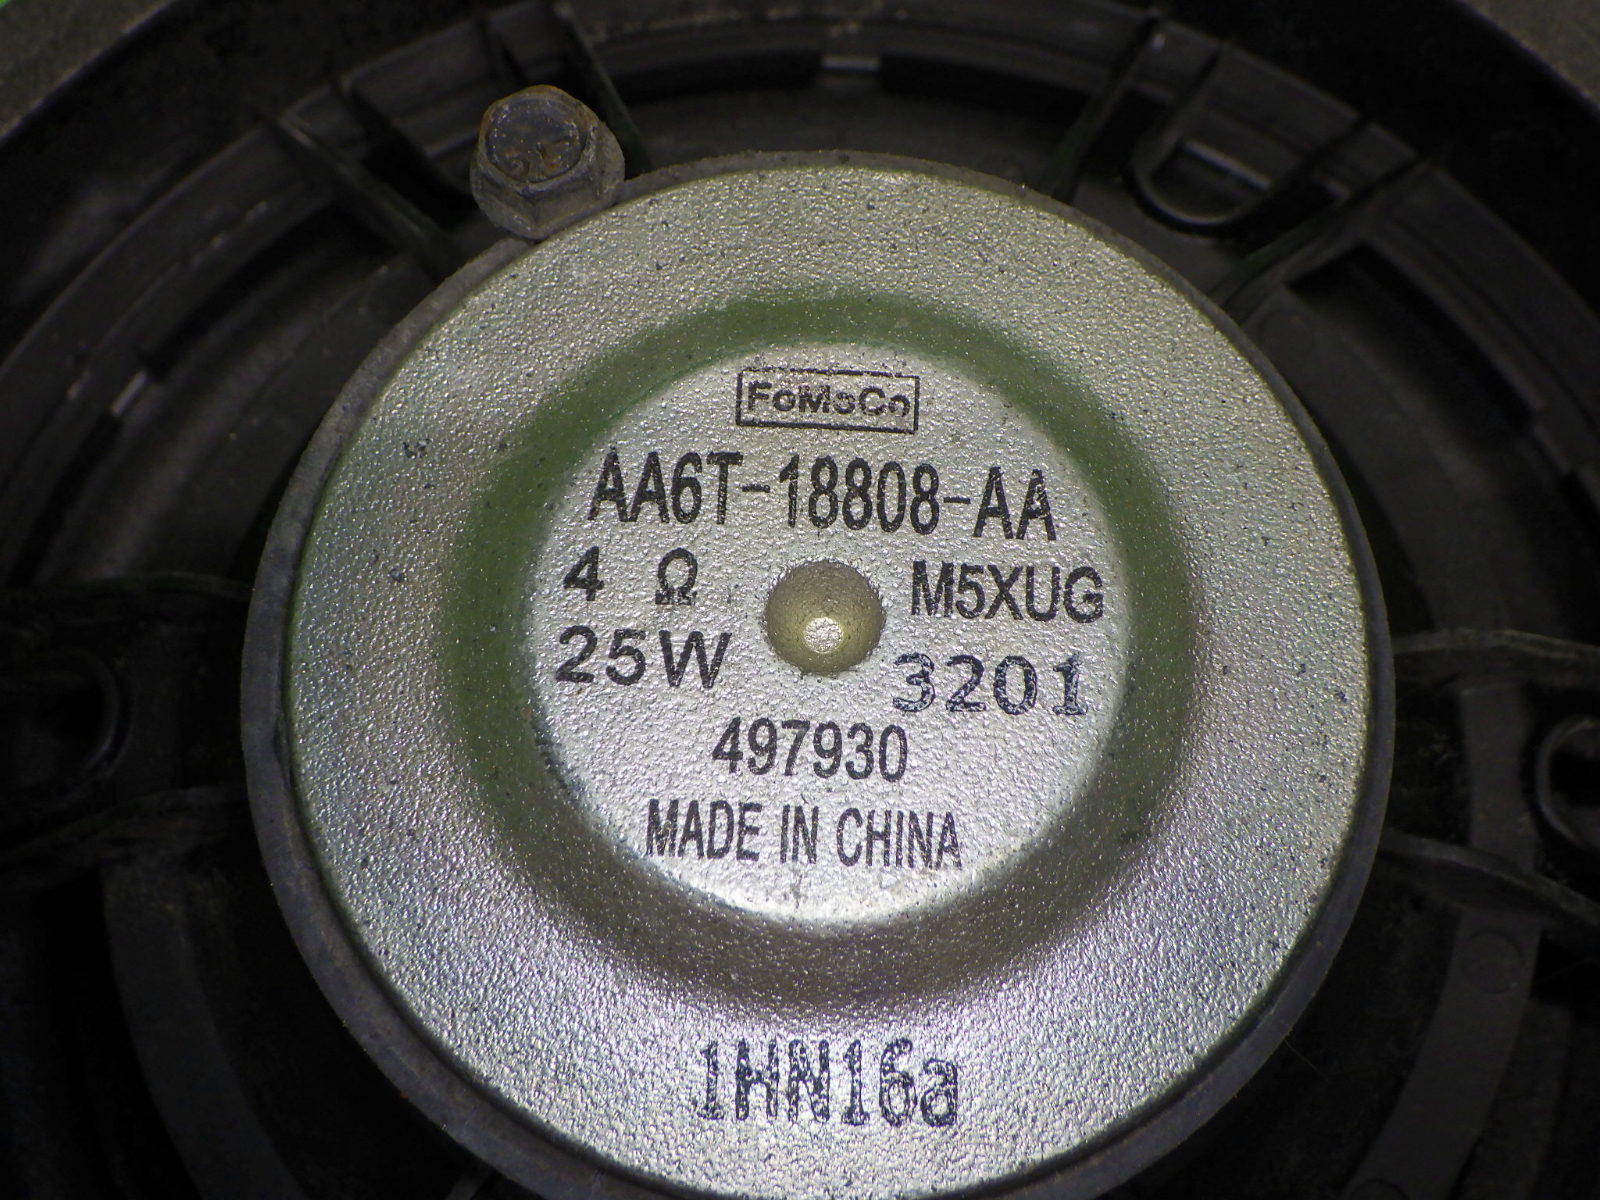 FoMoCo
AA6T-18808-AA
4 Ω M5XUG
25W 3201
497930
MADE IN CHINA
1HN16a